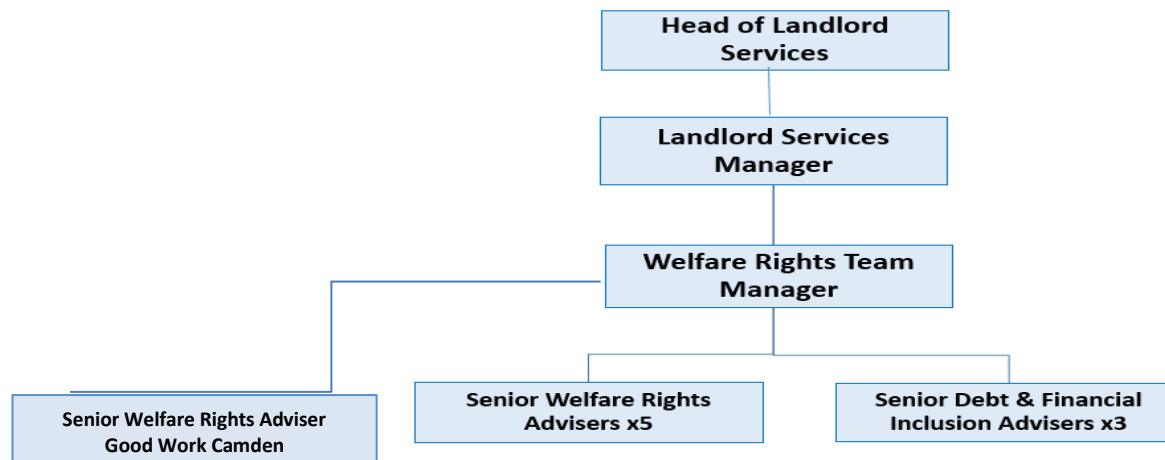 Head of Landlord
Services
Landlord Services
Manager
Welfare Rights Team
Manager
Senior Welfare Rights Adviser
Good Work Camden
Senior Welfare Rights
Advisers x5
Senior Debt & Financial
Inclusion Advisers x3